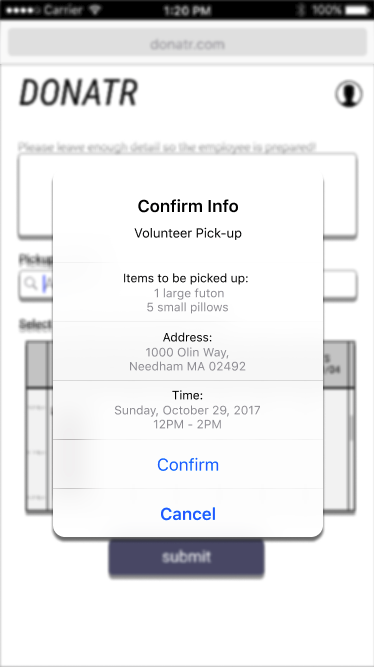 Carrier 1:20 PM 100%
donatr.com
DONATR
Please leave enough detail so the employee is prepared!
Confirm Info
Volunteer Pick-up
Pickup
Items to be picked up:
1 large futon
5 small pillows
Select
Address:
1000 Olin Way,
Needham MA 02492
S
/04
Time:
Sunday, October 29, 2017
12PM - 2PM
Confirm
Cancel
submit